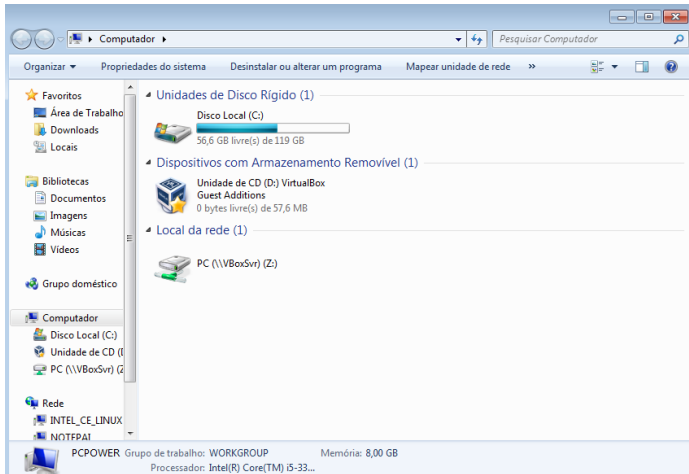 Computador
Pesquisar Computador
Organizar
Propriedades do sistema
Desinstalar ou alterar um programa
Mapear unidade de rede
»
Favoritos
Área de Trabalho
Downloads
Locais
Bibliotecas
Documentos
Imagens
Músicas
Vídeos
Grupo doméstico
Computador
Disco Local (C:)
Unidade de CD (D
PC (\\VBoxSvr) (Z
Rede
INTEL_CE_LINUX
NOTEPAI
Unidades de Disco Rígido (1)
Disco Local (C:)
56,6 GB livre(s) de 119 GB
Dispositivos com Armazenamento Removível (1)
Unidade de CD (D:) VirtualBox
Guest Additions
0 bytes livre(s) de 57,6 MB
Local da rede (1)
PC (\\VBoxSvr) (Z:)
PCPOWER Grupo de trabalho: WORKGROUP Memória: 8,00 GB
Processador: Intel(R) Core(TM) i5-33...